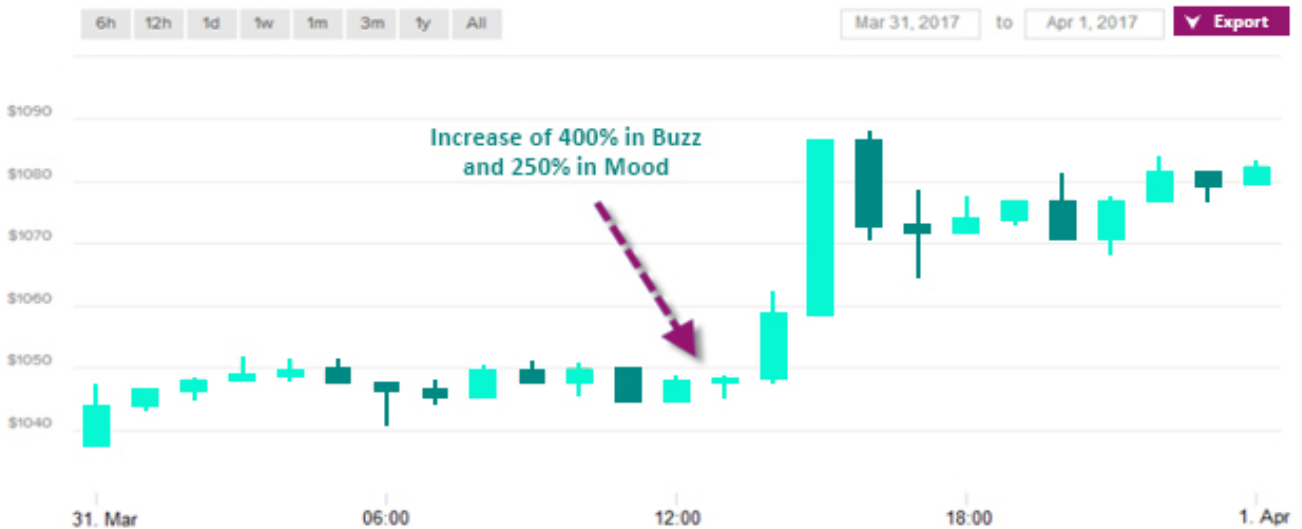 6h 12h 1d 1w 1m 3m 1y All Mar 31, 2017 to Apr 1, 2017 Export
$1090
Increase of 400% in Buzz
and 250% in Mood
$1080
$1070
$1060
$1050
$1040
31. Mar 06:00 12:00 18:00 1. Apr